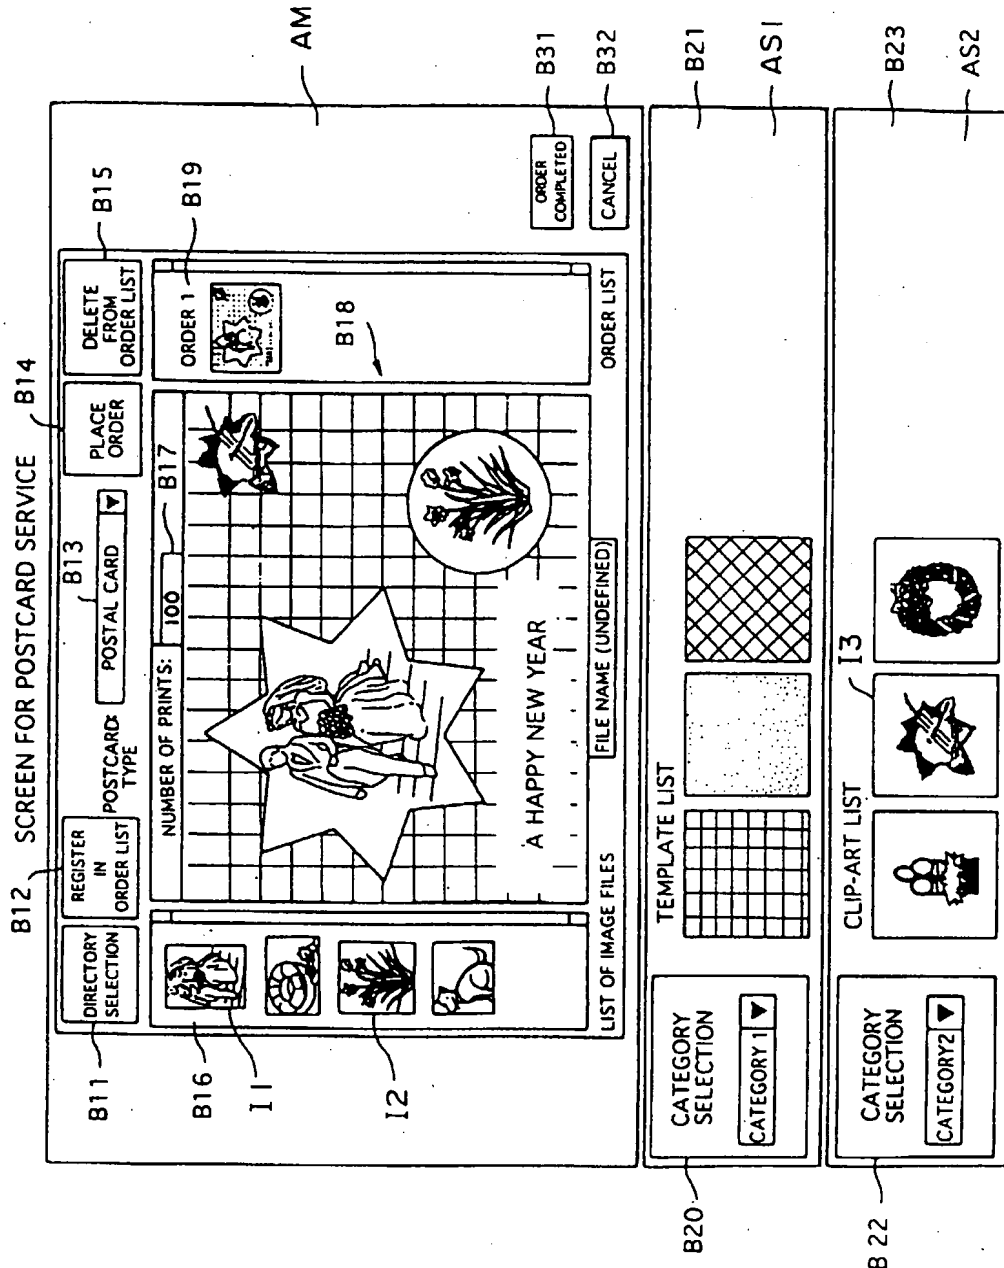 SCREEN FOR POSTCARD SERVICE
B12
B14
B13
B11
DIRECTORY
SELECTION
REGISTER
IN
ORDER LIST
POSTCARD
TYPE
POSTAL CARD
PLACE
ORDER
DELETE
FROM
ORDER LIST
B15
B16
I1
I2
NUMBER OF PRINTS:
100
B17
ORDER 1
B19
B18
AM
A HAPPY NEW YEAR
LIST OF IMAGE FILES
FILE NAME (UNDEFINED)
ORDER LIST
ORDER
COMPLETED
B31
CANCEL
B32
B20
CATEGORY
SELECTION
CATEGORY 1
TEMPLATE LIST
B21
AS1
B22
CATEGORY
SELECTION
CATEGORY2
CLIP-ART LIST
I3
B23
AS2